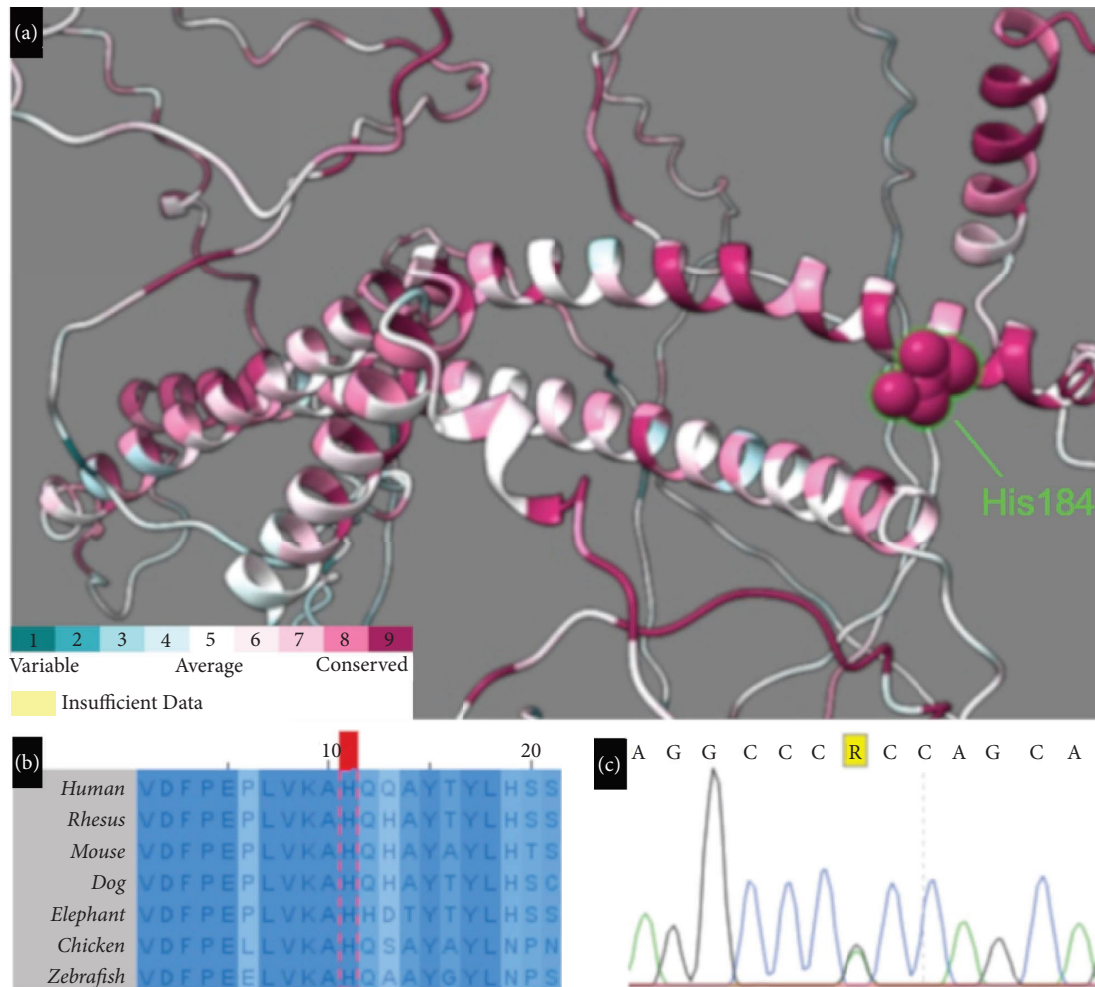 (a)
His184
1 2 3 4 5 6 7 8 9
Variable Average Conserved
Insufficient Data
(b)
10 20
Human VDFPEPLVKAHQQAYTYLHSS
Rhesus VDFPEPLVKAHQHAYTYLHSS
Mouse VDFPEPLVKAHQHAYAYLHTS
Dog VDFPEPLVKAHQHAYTYLHSC
Elephant VDFPEPLVKAHHDTYTYLHSS
Chicken VDFPELLVKAHQSAYAYLNPN
Zebrafish VDFPEELVKAHQAAYGYLNPS
(c)
A G G C C C R C C A G C A